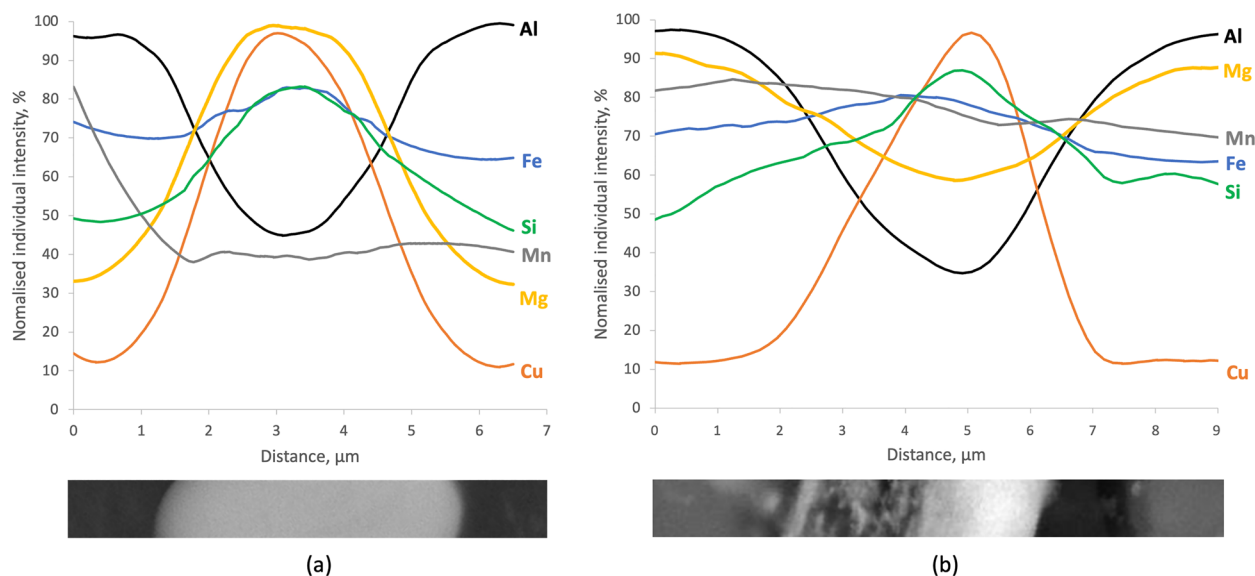 Nomalised individual intensity, %
100
90
80
70
60
50
40
30
20
10
0
0 1 2 3 4 5 6 7
Distance, µm
Al
Fe
Si
Mn
Mg
Cu
(a)
Nomalised individual intensity, %
100
90
80
70
60
50
40
30
20
10
0
0 1 2 3 4 5 6 7 8 9
Distance, µm
Al
Mg
Mn
Fe
Si
Cu
(b)